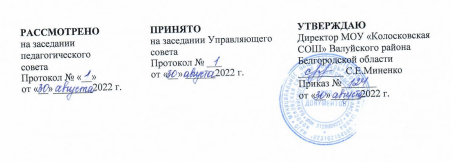 РАССМОТРЕНО
на заседании
педагогического
совета
Протокол № «1»
от «30» августа 2022 г.
ПРИНЯТО
на заседании Управляющего
совета
Протокол № 1
от «30» августа 2022 г.
УТВЕРЖДАЮ
Директор МОУ «Колосковская
СОШ» Валуйского района
Белгородской области
С.Е.Миненко
Приказ № 124
от «30» августа 2022 г.